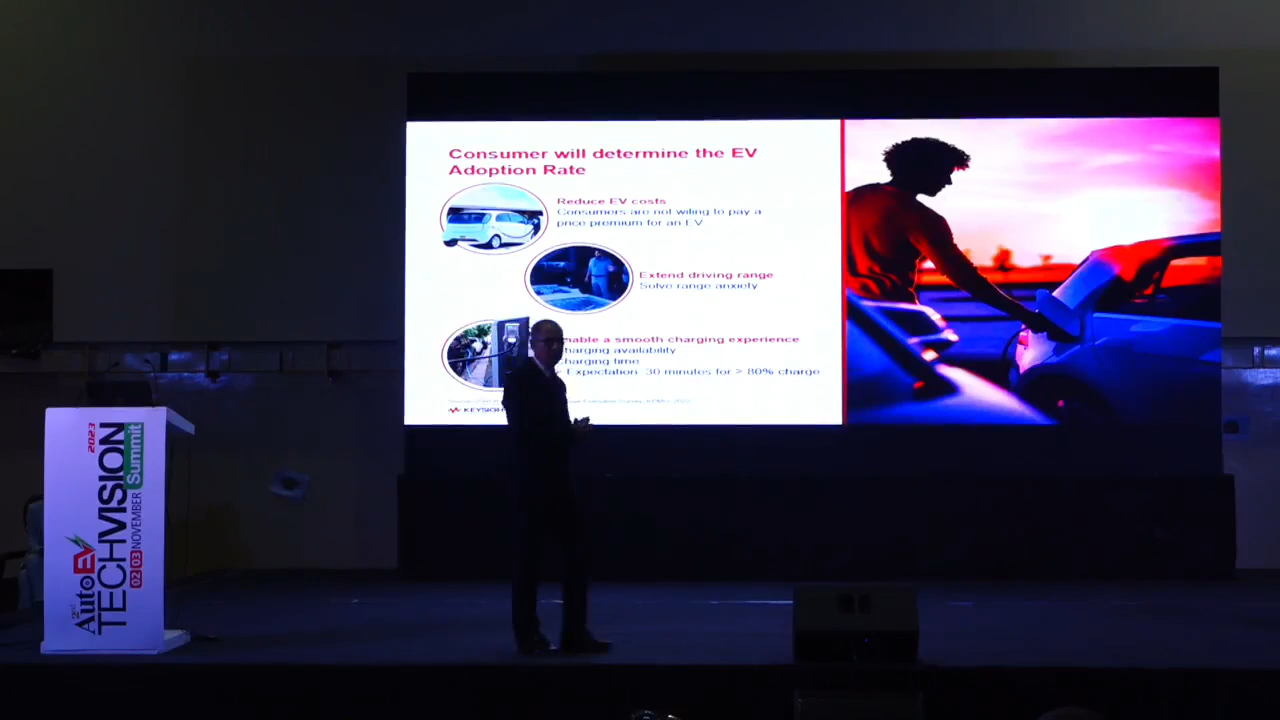 Consumer will determine the EV
Adoption Rate
Reduce EV costs
Consumers are not wiling to pay a
price premium for an EV
Extend driving range
Solve range anxiety
nable a smooth charging experience
harging availability
harging time
Expectation 30 minutes for > 80% charge
KEYSIGH
2023
AutoEV
TECHVISION
Summit
02 03 NOVEMBER